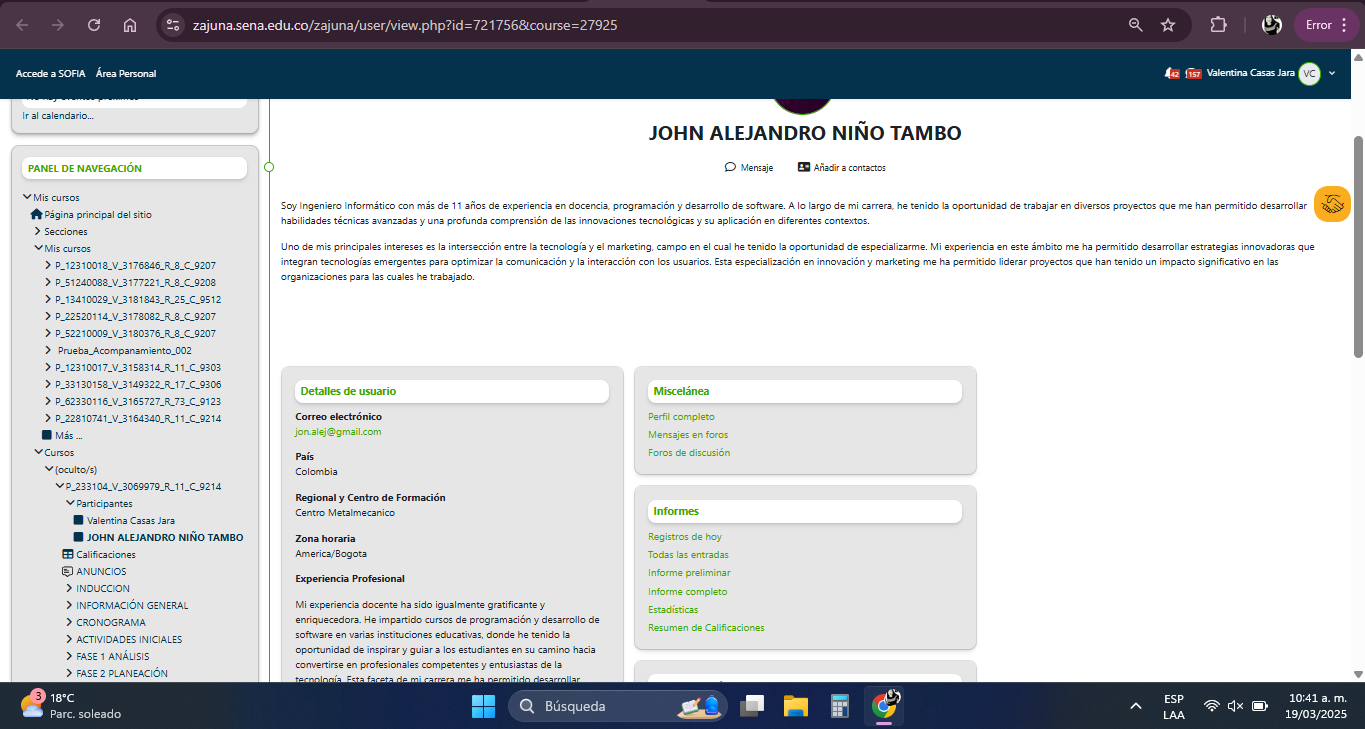 zajuna.sena.edu.co/zajuna/user/view.php?id=721756&course=27925
Error
Accede a SOFIA Área Personal
42 157 Valentina Casas Jara VC
Ir al calendario...
PANEL DE NAVEGACIÓN
Mis cursos
Página principal del sitio
Secciones
Mis cursos
P_12310018_V_3176846_R_8_C_9207
P_51240088_V_3177221_R_8_C_9208
P_13410029_V_3181843_R_25_C_9512
P_22520114_V_3178082_R_8_C_9207
P_52210009_V_3180376_R_8_C_9207
Prueba_Acompanamiento_002
P_12310017_V_3158314_R_11_C_9303
P_33130158_V_3149322_R_17_C_9306
P_62330116_V_3165727_R_73_C_9123
P_22810741_V_3164340_R_11_C_9214
Más ...
Cursos
(oculto/s)
P_233104_V_3069979_R_11_C_9214
Participantes
Valentina Casas Jara
JOHN ALEJANDRO NIÑO TAMBO
Calificaciones
ANUNCIOS
INDUCCION
INFORMACIÓN GENERAL
CRONOGRAMA
ACTIVIDADES INICIALES
FASE 1 ANÁLISIS
FASE 2 PLANEACIÓN
JOHN ALEJANDRO NIÑO TAMBO
Mensaje Añadir a contactos
Soy Ingeniero Informático con más de 11 años de experiencia en docencia, programación y desarrollo de software. A lo largo de mi carrera, he tenido la oportunidad de trabajar en diversos proyectos que me han permitido desarrollar
habilidades técnicas avanzadas y una profunda comprensión de las innovaciones tecnológicas y su aplicación en diferentes contextos.
Uno de mis principales intereses es la intersección entre la tecnología y el marketing, campo en el cual he tenido la oportunidad de especializarme. Mi experiencia en este ámbito me ha permitido desarrollar estrategias innovadoras que
integran tecnologías emergentes para optimizar la comunicación y la interacción con los usuarios. Esta especialización en innovación y marketing me ha permitido liderar proyectos que han tenido un impacto significativo en las
organizaciones para las cuales he trabajado.
Detalles de usuario
Correo electrónico
jon.alej@gmail.com
País
Colombia
Regional y Centro de Formación
Centro Metalmecanico
Zona horaria
America/Bogota
Experiencia Profesional
Mi experiencia docente ha sido igualmente gratificante y
enriquecedora. He impartido cursos de programación y desarrollo de
software en varias instituciones educativas, donde he tenido la
oportunidad de inspirar y guiar a los estudiantes en su camino hacia
convertirse en profesionales competentes y entusiastas de la
tecnología. Esta faceta de mi carrera me ha permitido desarrollar
Miscelánea
Perfil completo
Mensajes en foros
Foros de discusión
Informes
Registros de hoy
Todas las entradas
Informe preliminar
Informe completo
Estadísticas
Resumen de Calificaciones
3
18°C
Parc. soleado
Búsqueda
ESP
LAA
10:41 a. m.
19/03/2025